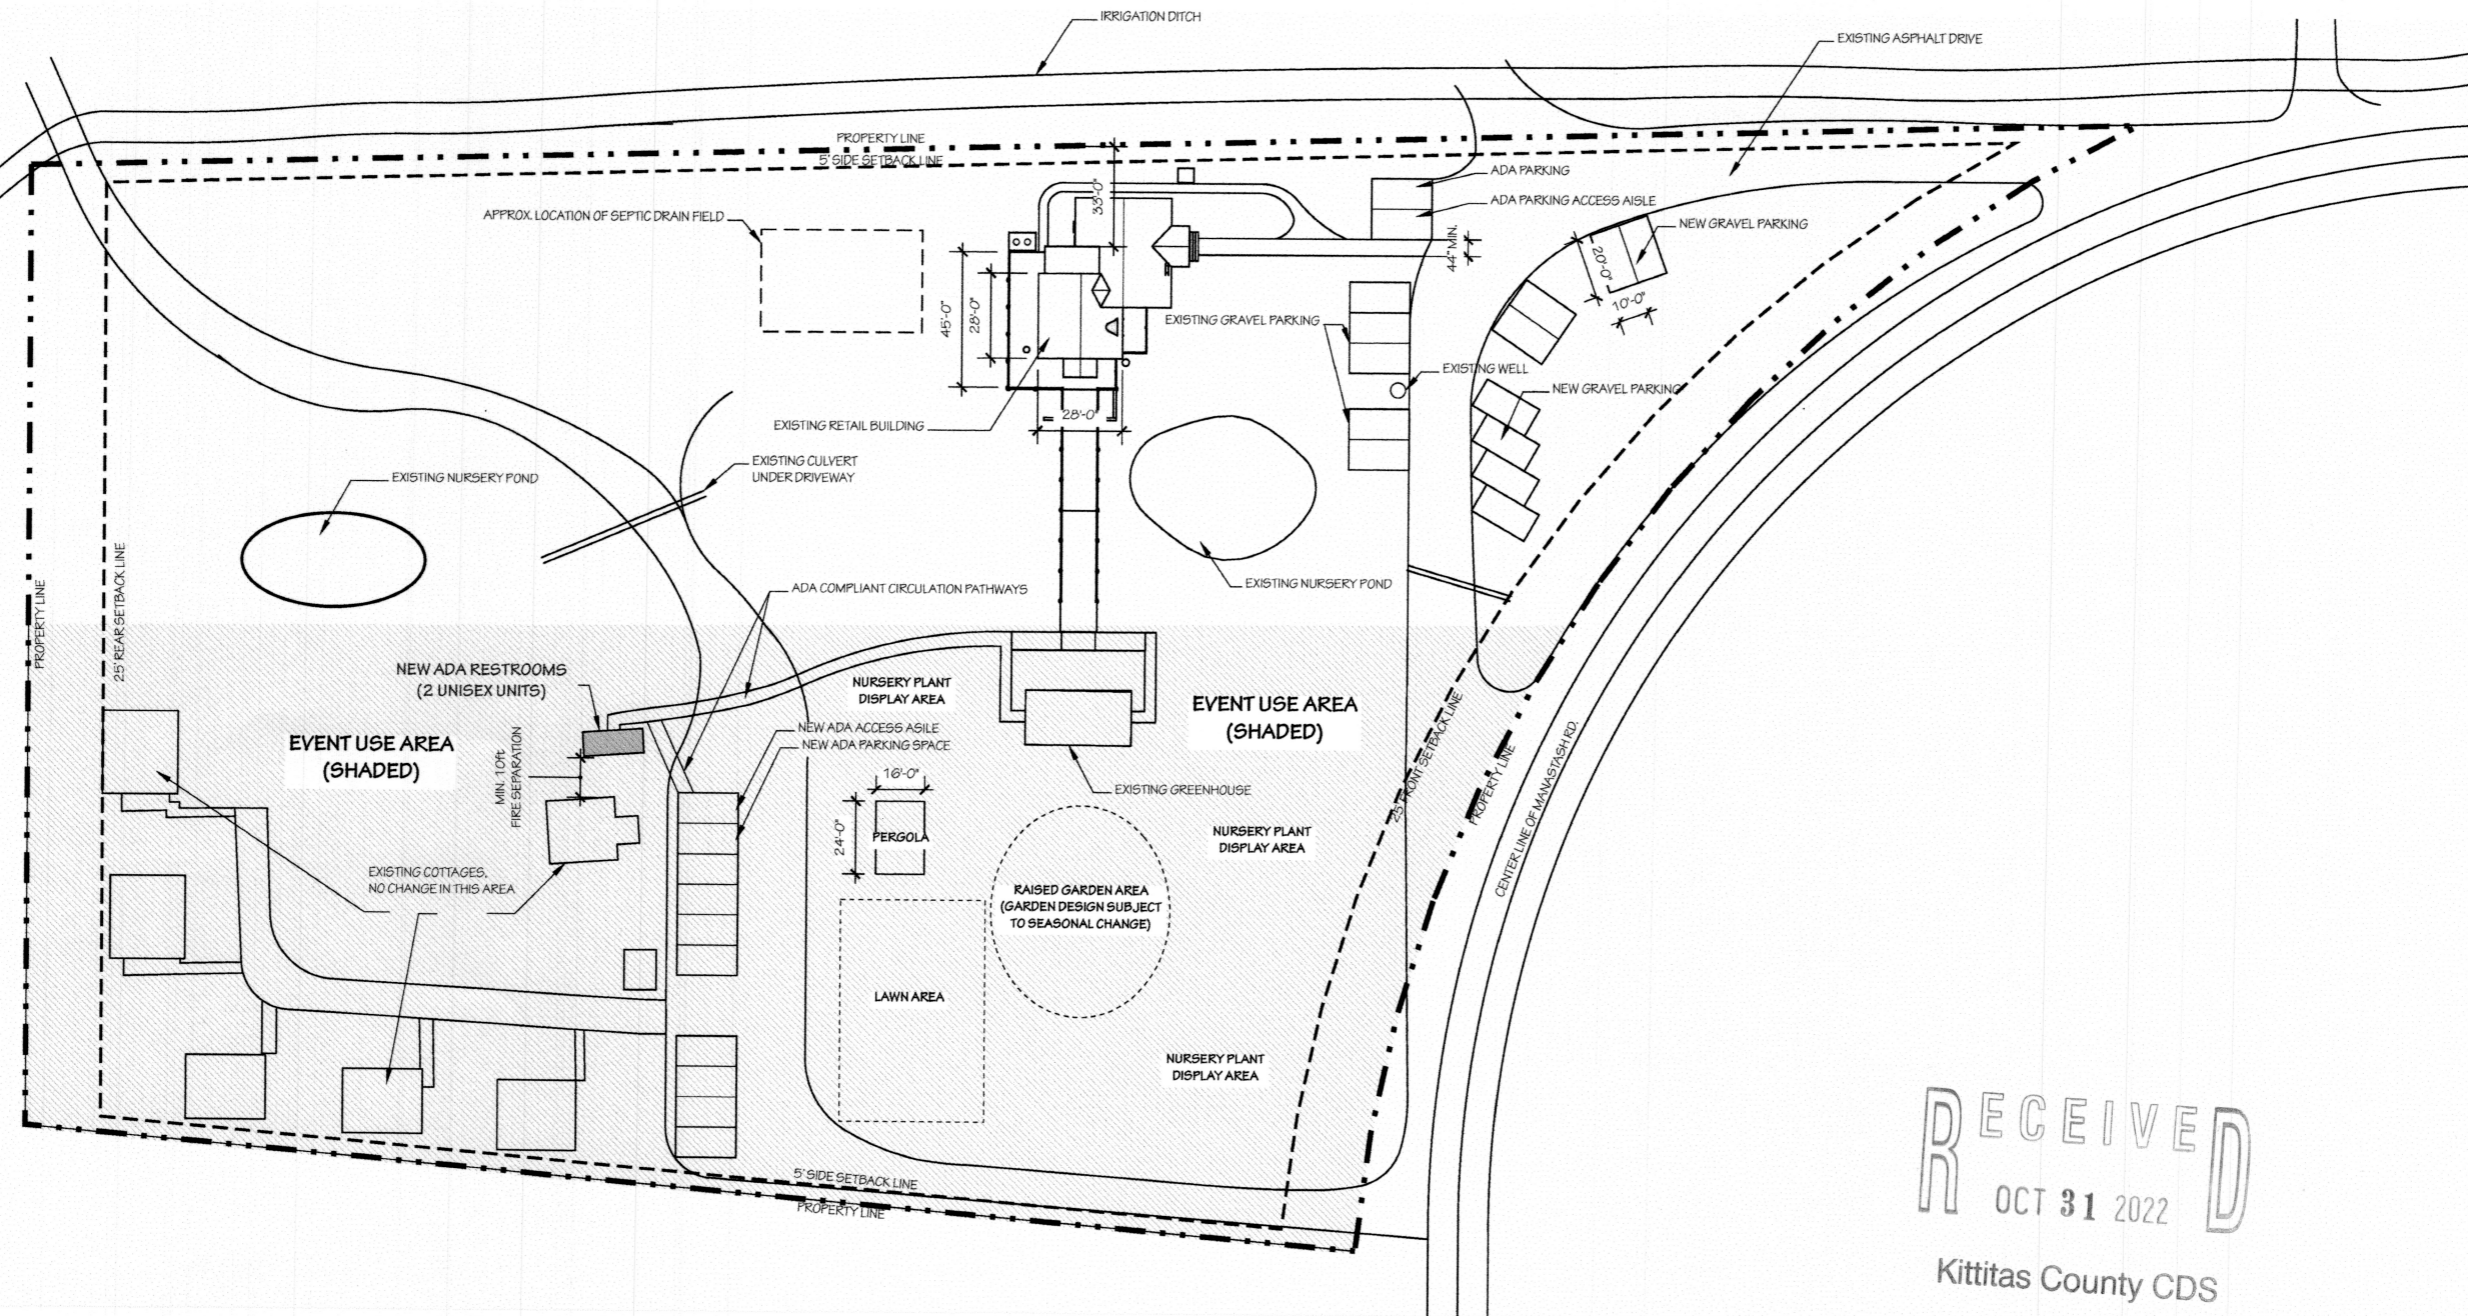 IRRIGATION DITCH
EXISTING ASPHALT DRIVE
PROPERTY LINE
5' SIDE SETBACK LINE
33'-0"
ADA PARKING
ADA PARKING ACCESS AISLE
APPROX. LOCATION OF SEPTIC DRAIN FIELD
NEW GRAVEL PARKING
44" MIN.
20'-0"
10'-0"
45'-0"
28'-0"
EXISTING GRAVEL PARKING
EXISTING WELL
NEW GRAVEL PARKING
28'-0"
EXISTING RETAIL BUILDING
EXISTING CULVERT
UNDER DRIVEWAY
EXISTING NURSERY POND
PROPERTY LINE
25' REAR SETBACK LINE
ADA COMPLIANT CIRCULATION PATHWAYS
EXISTING NURSERY POND
NEW ADA RESTROOMS
(2 UNISEX UNITS)
NURSERY PLANT
DISPLAY AREA
EVENT USE AREA
(SHADED)
NEW ADA ACCESS ASILE
NEW ADA PARKING SPACE
EVENT USE AREA
(SHADED)
MIN. 10ft
FIRE SEPARATION
16'-0"
24'-0"
PERGOLA
EXISTING GREENHOUSE
25' FRONT SETBACK LINE
PROPERTY LINE
CENTER LINE OF MANASTASH RD.
NURSERY PLANT
DISPLAY AREA
EXISTING COTTAGES,
NO CHANGE IN THIS AREA
RAISED GARDEN AREA
(GARDEN DESIGN SUBJECT
TO SEASONAL CHANGE)
LAWN AREA
NURSERY PLANT
DISPLAY AREA
5' SIDE SETBACK LINE
PROPERTY LINE
RECEIVED
OCT 31 2022
Kittitas County CDS